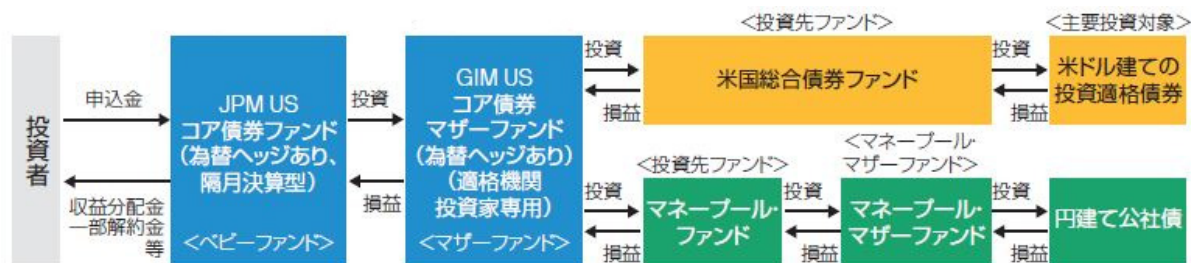 投資者
申込金
収益分配金
一部解約金
等
JPM US
コア債券ファンド
(為替ヘッジあり、
隔月決算型)
<ベビーファンド>
投資
損益
GIM US
コア債券
マザーファンド
(為替ヘッジあり)
(適格機関
投資家専用)
<マザーファンド>
投資
損益
<投資先ファンド>
米国総合債券ファンド
投資
損益
<主要投資対象>
米ドル建ての
投資適格債券
投資
損益
<投資先ファンド>
マネープール・
ファンド
投資
損益
<マネープール・
マザーファンド>
マネープール・
マザーファンド
投資
損益
円建て公社債